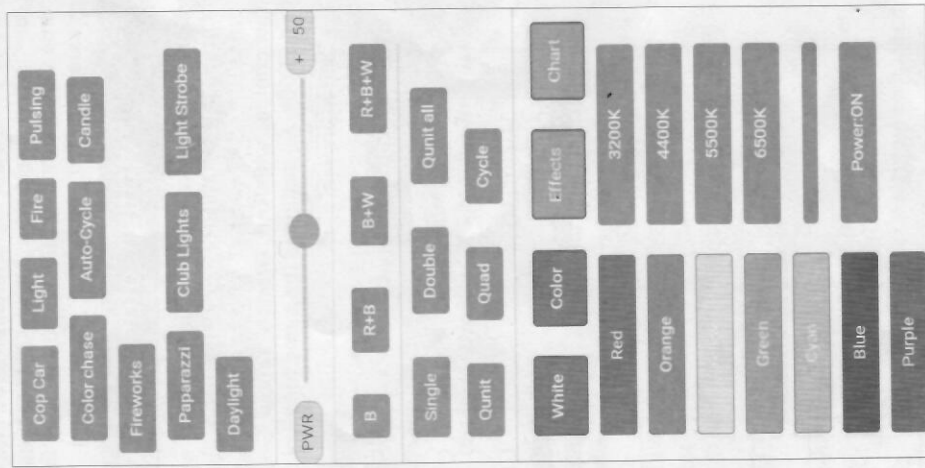 Cop Car Light Fire Pulsing
Color chase Auto-Cycle Candle
Fireworks
Paparazzi Club Lights Light Strobe
Daylight
PWR + 50
B R+B B+W R+B+W
Single Double Qunit all
Qunit Quad Cycle
White Color Effects Chart
Red 3200K
Orange 4400K
5500K
Green 6500K
Cyan
Blue Power:ON
Purple